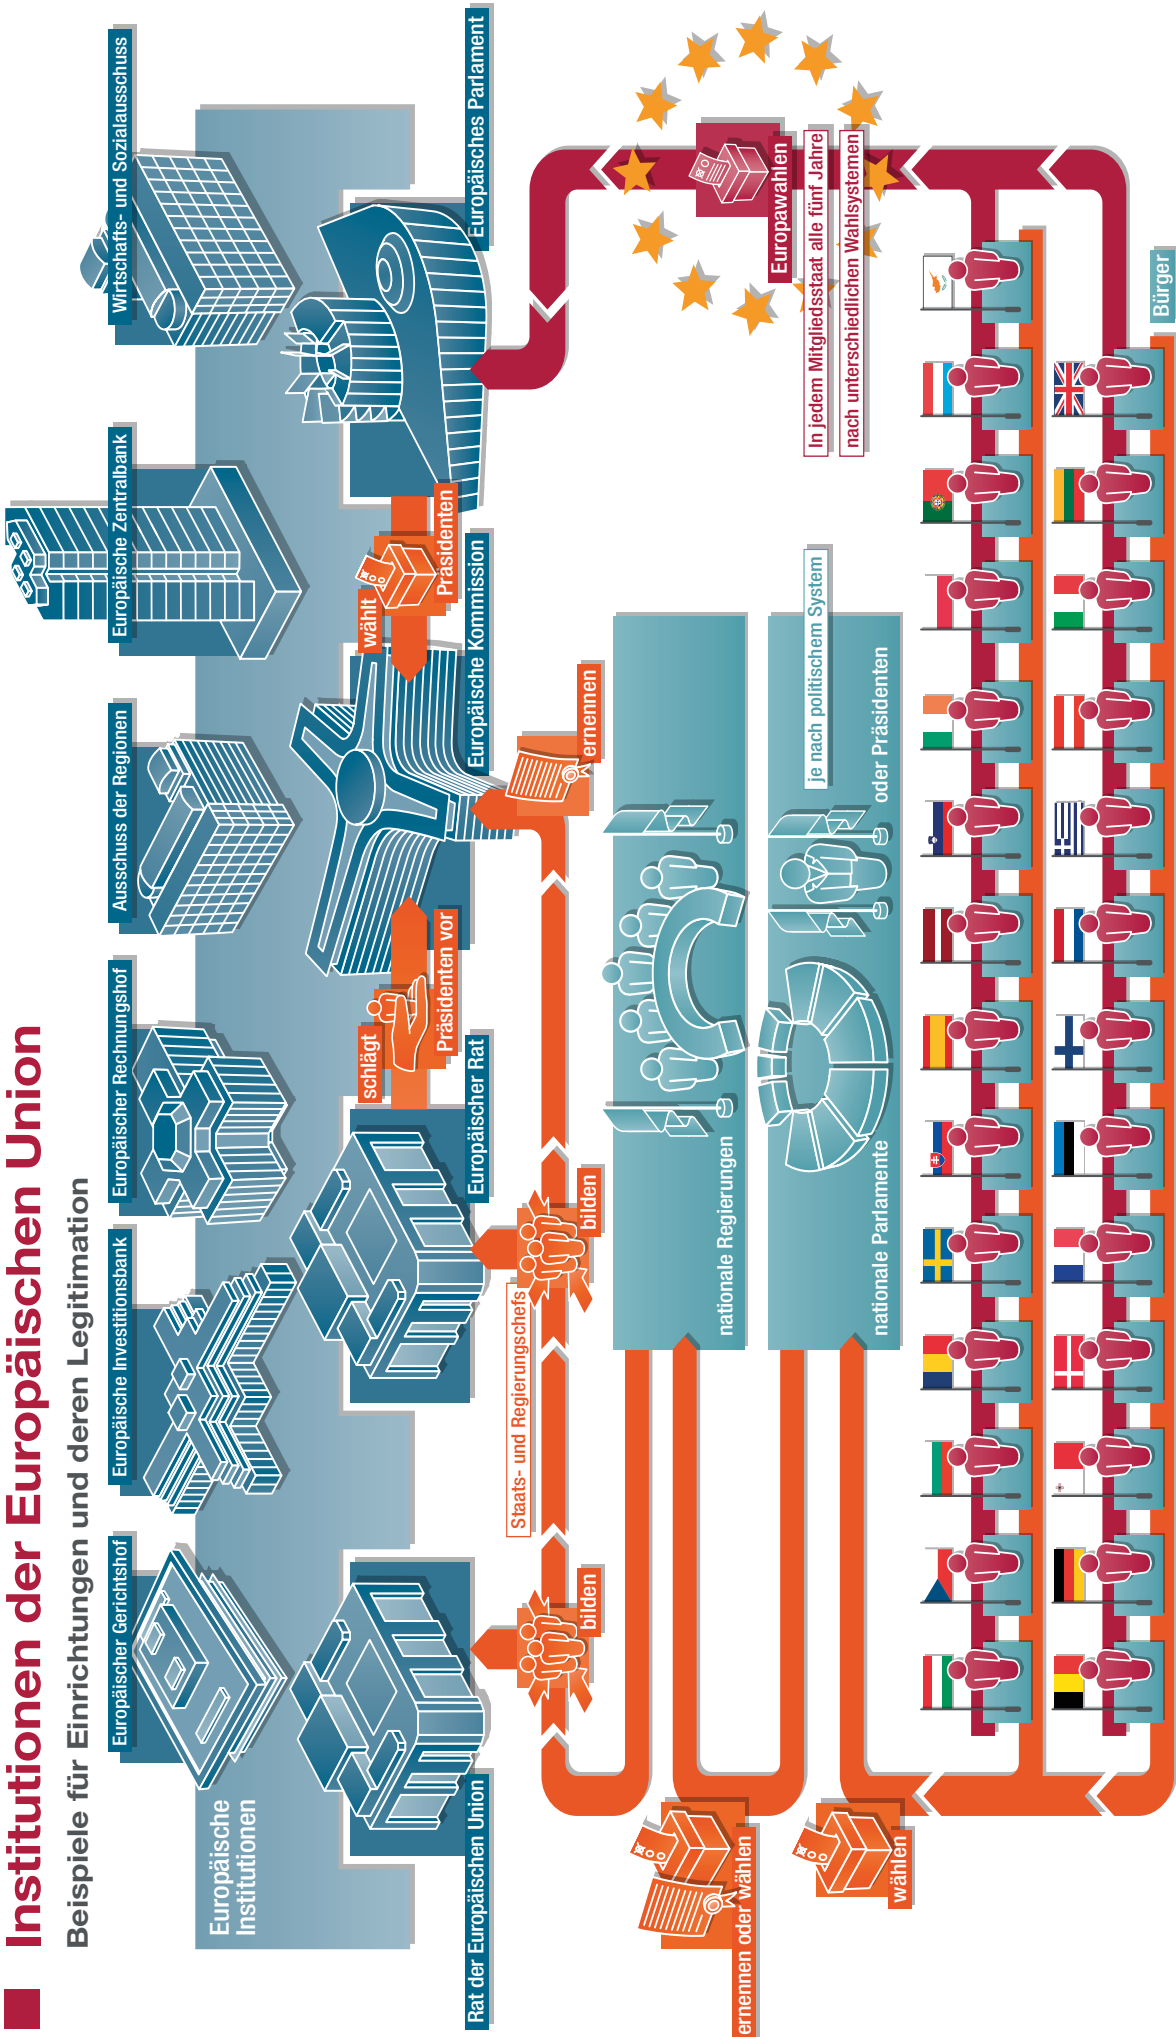 Institutionen der Europäischen Union
Beispiele für Einrichtungen und deren Legitimation
Europäischer Gerichtshof
Europäische Investitionsbank
Europäischer Rechnungshof
Ausschuss der Regionen
Europäische Zentralbank
Wirtschafts- und Sozialausschuss
Europäische
Institutionen
schlägt
Präsidenten vor
wählt
Präsidenten
Rat der Europäischen Union
Europäischer Rat
Europäische Kommission
Europäisches Parlament
Staats- und Regierungschefs
bilden
bilden
ernennen
nationale Regierungen
ernennen oder wählen
nationale Parlamente
oder Präsidenten
je nach politischem System
wählen
Europawahlen
In jedem Mitgliedsstaat alle fünf Jahre
nach unterschiedlichen Wahlsystemen
Bürger